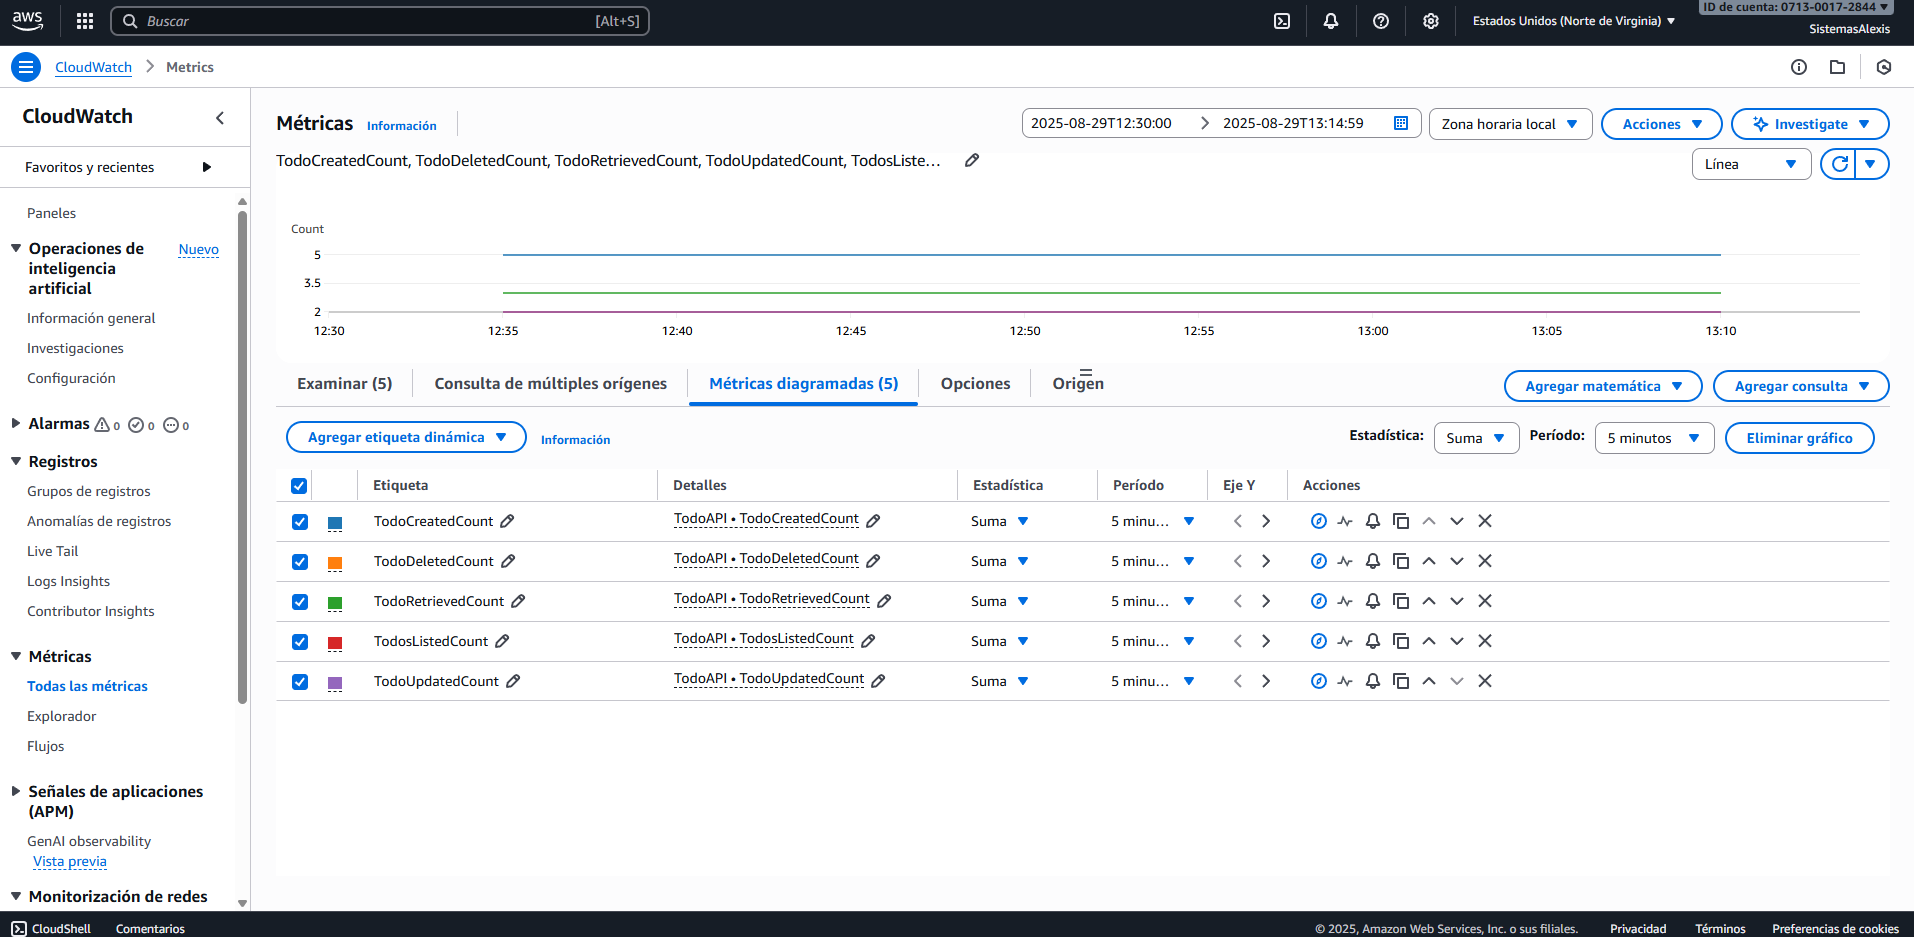 aws
Buscar
[Alt+S]
Estados Unidos (Norte de Virginia)
ID de cuenta: 0713-0017-2844
SistemasAlexis
CloudWatch
Metrics
CloudWatch
Favoritos y recientes
Paneles
Operaciones de inteligencia artificial
Nuevo
Información general
Investigaciones
Configuración
Alarmas 0 0 0
Registros
Grupos de registros
Anomalías de registros
Live Tail
Logs Insights
Contributor Insights
Métricas
Todas las métricas
Explorador
Flujos
Señales de aplicaciones (APM)
GenAI observability
Vista previa
Monitorización de redes
Métricas
Información
2025-08-29T12:30:00
2025-08-29T13:14:59
Zona horaria local
Acciones
Investigate
TodoCreatedCount, TodoDeletedCount, TodoRetrievedCount, TodoUpdatedCount, TodosListe...
Línea
Count
5
3.5
2
12:30 12:35 12:40 12:45 12:50 12:55 13:00 13:05 13:10
Examinar (5)
Consulta de múltiples orígenes
Métricas diagramadas (5)
Opciones
Origen
Agregar matemática
Agregar consulta
Agregar etiqueta dinámica
Información
Estadística:
Suma
Período:
5 minutos
Eliminar gráfico
Etiqueta Detalles Estadística Período Eje Y Acciones
TodoCreatedCount TodoAPI • TodoCreatedCount Suma 5 minu...
TodoDeletedCount TodoAPI • TodoDeletedCount Suma 5 minu...
TodoRetrievedCount TodoAPI • TodoRetrievedCount Suma 5 minu...
TodosListedCount TodoAPI • TodosListedCount Suma 5 minu...
TodoUpdatedCount TodoAPI • TodoUpdatedCount Suma 5 minu...
CloudShell
Comentarios
© 2025, Amazon Web Services, Inc. o sus filiales.
Privacidad
Términos
Preferencias de cookies